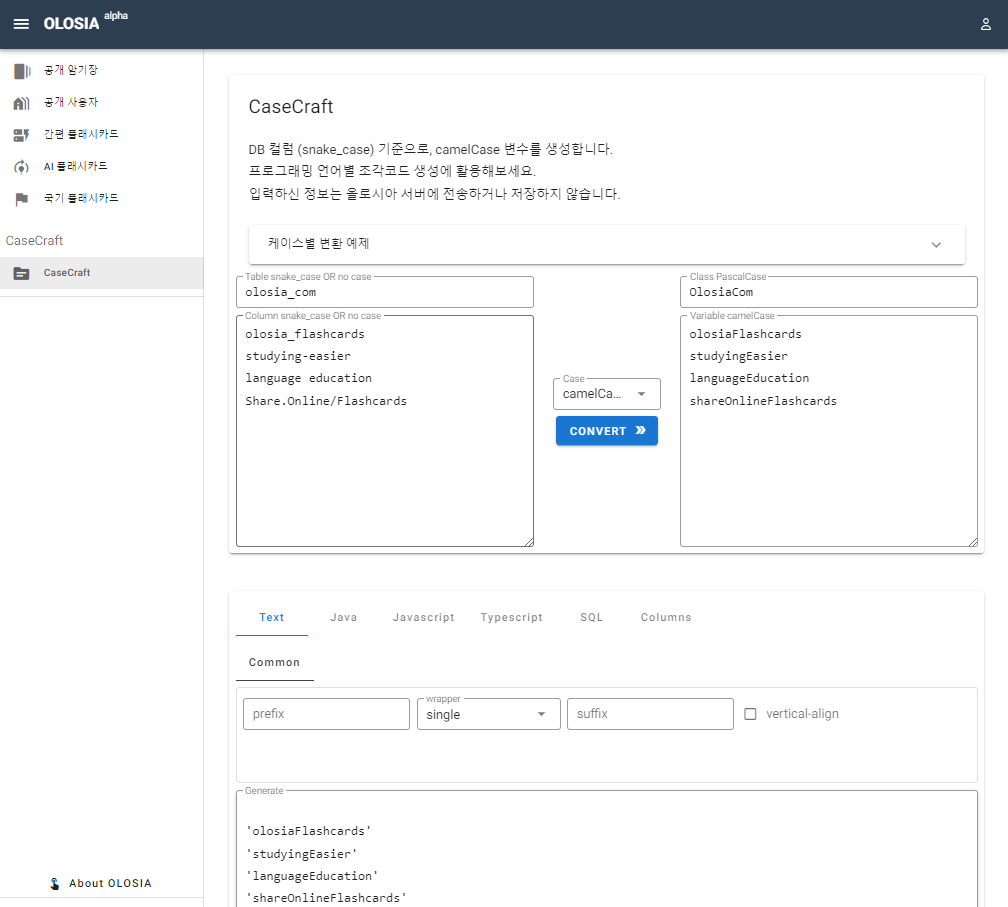 OLOSIA alpha
공개 암기장
공개 사용자
간편 플래시카드
AI 플래시카드
국기 플래시카드
CaseCraft
CaseCraft
About OLOSIA
CaseCraft
DB 컬럼 (snake_case) 기준으로, camelCase 변수를 생성합니다.
프로그래밍 언어별 조각코드 생성에 활용해보세요.
입력하신 정보는 올로시아 서버에 전송하거나 저장하지 않습니다.
케이스별 변환 예제
Table snake_case OR no case
olosia_com
Class PascalCase
OlosiaCom
Column snake_case OR no case
olosia_flashcards
studying-easier
language education
Share.Online/Flashcards
Case
camelCa...
CONVERT
Variable camelCase
olosiaFlashcards
studyingEasier
languageEducation
shareOnlineFlashcards
Text Java Javascript Typescript SQL Columns
Common
prefix
wrapper
single
suffix
vertical-align
Generate
'olosiaFlashcards'
'studyingEasier'
'languageEducation'
'shareOnlineFlashcards'